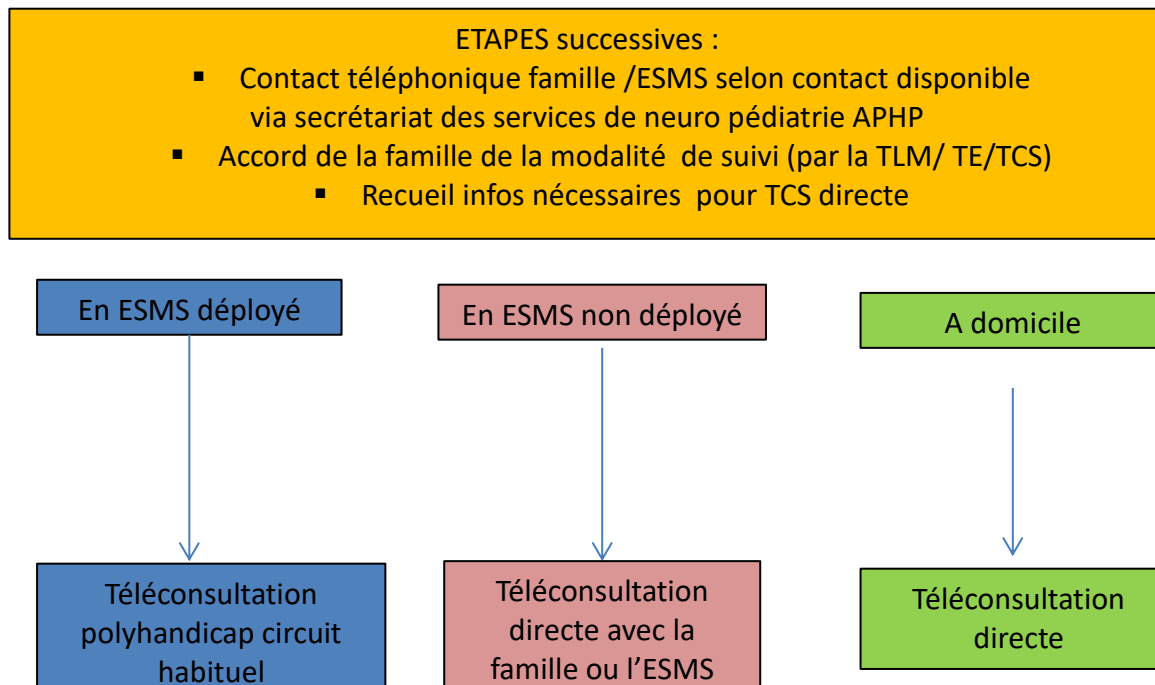 ETAPES successives :
▪ Contact téléphonique famille /ESMS selon contact disponible
via secrétariat des services de neuro pédiatrie APHP
▪ Accord de la famille de la modalité de suivi (par la TLM/ TE/TCS)
▪ Recueil infos nécessaires pour TCS directe
En ESMS déployé
En ESMS non déployé
A domicile
Téléconsultation
polyhandicap circuit
habituel
Téléconsultation
directe avec la
famille ou l’ESMS
Téléconsultation
directe